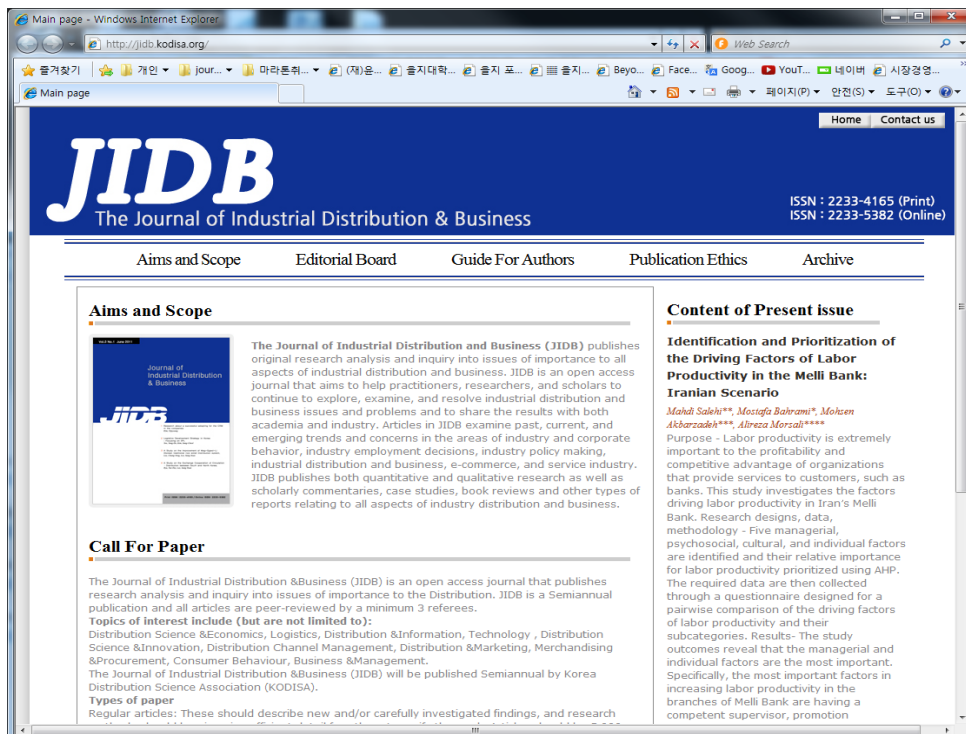 Main page - Windows Internet Explorer
http://jidb.kodisa.org/
Web Search
즐겨찾기 개인 jour... 마라톤취... (재)윤... 을지대학... 을지 포... 을지... Beyo... Face... Goog... YouT... 네이버 시장경영...
Main page
페이지(P) 안전(S) 도구(O)
Home Contact us
JIDB
The Journal of Industrial Distribution & Business
ISSN : 2233-4165 (Print)
ISSN : 2233-5382 (Online)
Aims and Scope Editorial Board Guide For Authors Publication Ethics Archive
Aims and Scope
Journal of
Industrial Distribution
& Business
JIDB
The Journal of Industrial Distribution and Business (JIDB) publishes
original research analysis and inquiry into issues of importance to all
aspects of industrial distribution and business. JIDB is an open access
journal that aims to help practitioners, researchers, and scholars to
continue to explore, examine, and resolve industrial distribution and
business issues and problems and to share the results with both
academia and industry. Articles in JIDB examine past, current, and
emerging trends and concerns in the areas of industry and corporate
behavior, industry employment decisions, industry policy making,
industrial distribution and business, e-commerce, and service industry.
JIDB publishes both quantitative and qualitative research as well as
scholarly commentaries, case studies, book reviews and other types of
reports relating to all aspects of industry distribution and business.
Call For Paper
The Journal of Industrial Distribution &Business (JIDB) is an open access journal that publishes
research analysis and inquiry into issues of importance to the Distribution. JIDB is a Semiannual
publication and all articles are peer-reviewed by a minimum 3 referees.
Topics of interest include (but are not limited to):
Distribution Science &Economics, Logistics, Distribution &Information, Technology , Distribution
Science &Innovation, Distribution Channel Management, Distribution &Marketing, Merchandising
&Procurement, Consumer Behaviour, Business &Management.
The Journal of Industrial Distribution &Business (JIDB) will be published Semiannual by Korea
Distribution Science Association (KODISA).
Types of paper
Regular articles: These should describe new and/or carefully investigated findings, and research
Content of Present issue
Identification and Prioritization of
the Driving Factors of Labor
Productivity in the Melli Bank:
Iranian Scenario
Mahdi Salehi**, Mostafa Bahrami*, Mohsen
Akbarzadeh***, Alireza Morsali****
Purpose - Labor productivity is extremely
important to the profitability and
competitive advantage of organizations
that provide services to customers, such as
banks. This study investigates the factors
driving labor productivity in Iran's Melli
Bank. Research designs, data,
methodology - Five managerial,
psychosocial, cultural, and individual factors
are identified and their relative importance
for labor productivity prioritized using AHP.
The required data are then collected
through a questionnaire designed for a
pairwise comparison of the driving factors
of labor productivity and their
subcategories. Results- The study
outcomes reveal that the managerial and
individual factors are the most important.
Specifically, the most important factors in
increasing labor productivity in the
branches of Melli Bank are having a
competent supervisor, promotion